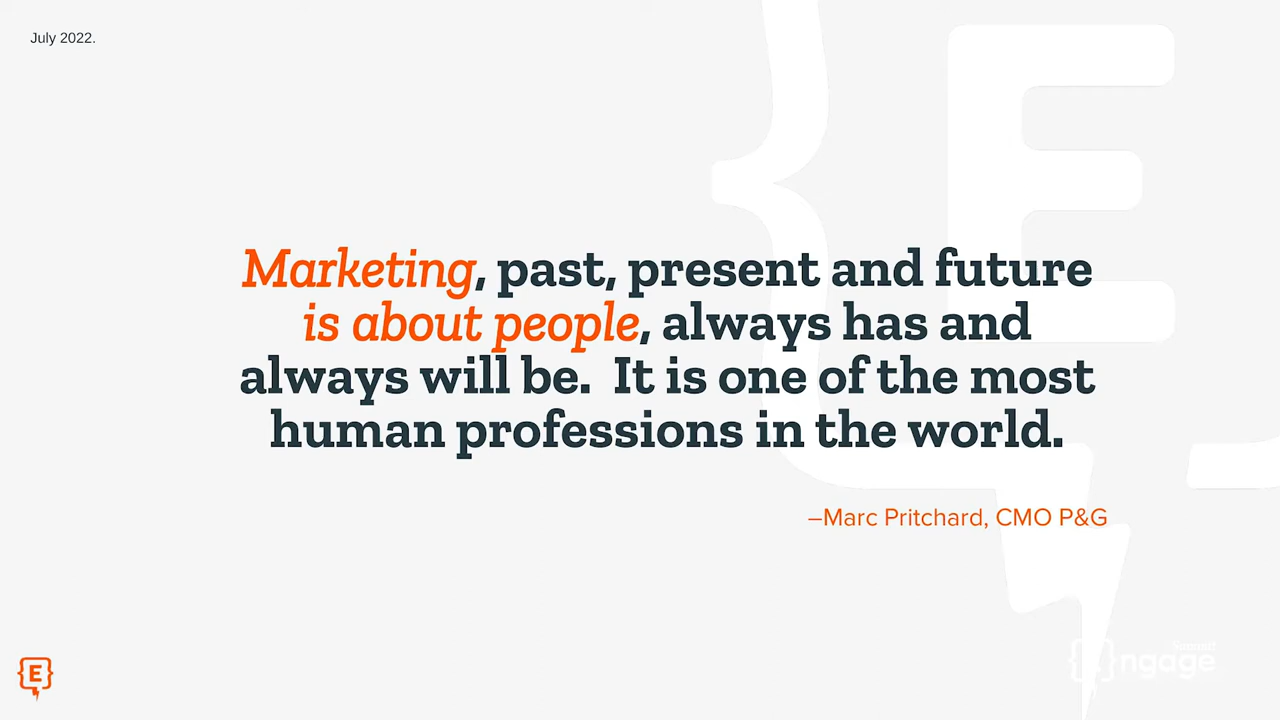 July 2022.
Marketing, past, present and future
is about people, always has and
always will be.  It is one of the most
human professions in the world.
–Marc Pritchard, CMO P&G
E
Summit
{E}ngage